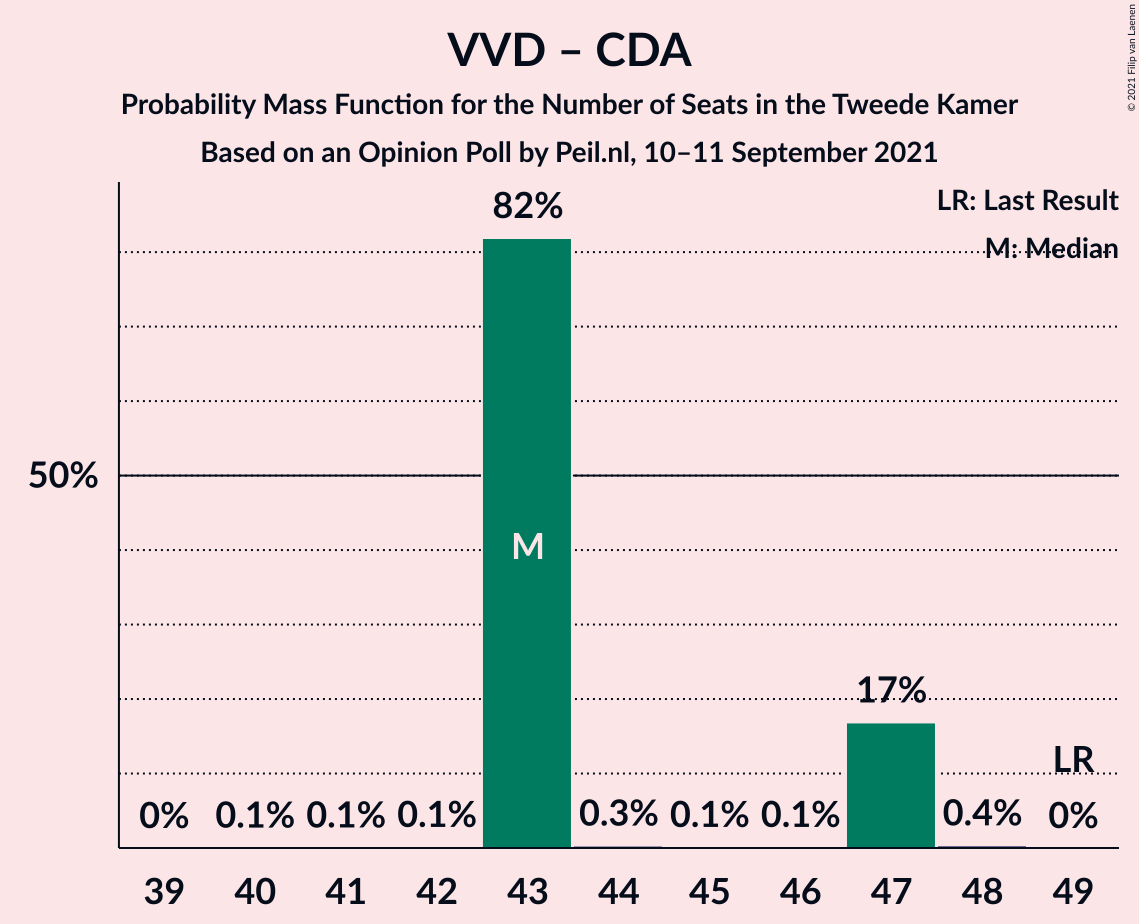 VVD – CDA
Probability Mass Function for the Number of Seats in the Tweede Kamer
Based on an Opinion Poll by Peil.nl, 10–11 September 2021
© 2021 Filip van Laenen
LR: Last Result
M: Median
82%
50%
M
17%
LR
0% 0.1% 0.1% 0.1% 0.3% 0.1% 0.1% 0.4% 0%
39 40 41 42 43 44 45 46 47 48 49